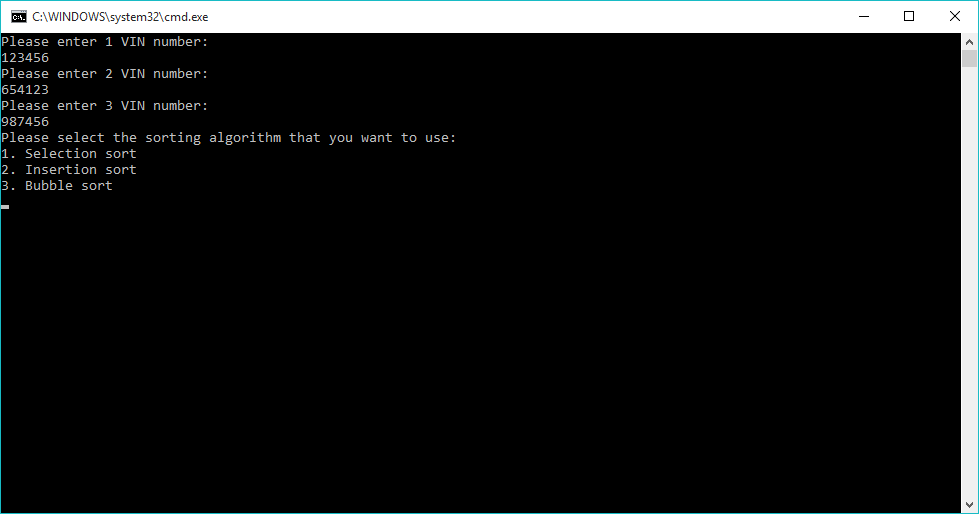 C:\WINDOWS\system32\cmd.exe
Please enter 1 VIN number:
123456
Please enter 2 VIN number:
654123
Please enter 3 VIN number:
987456
Please select the sorting algorithm that you want to use:
1. Selection sort
2. Insertion sort
3. Bubble sort